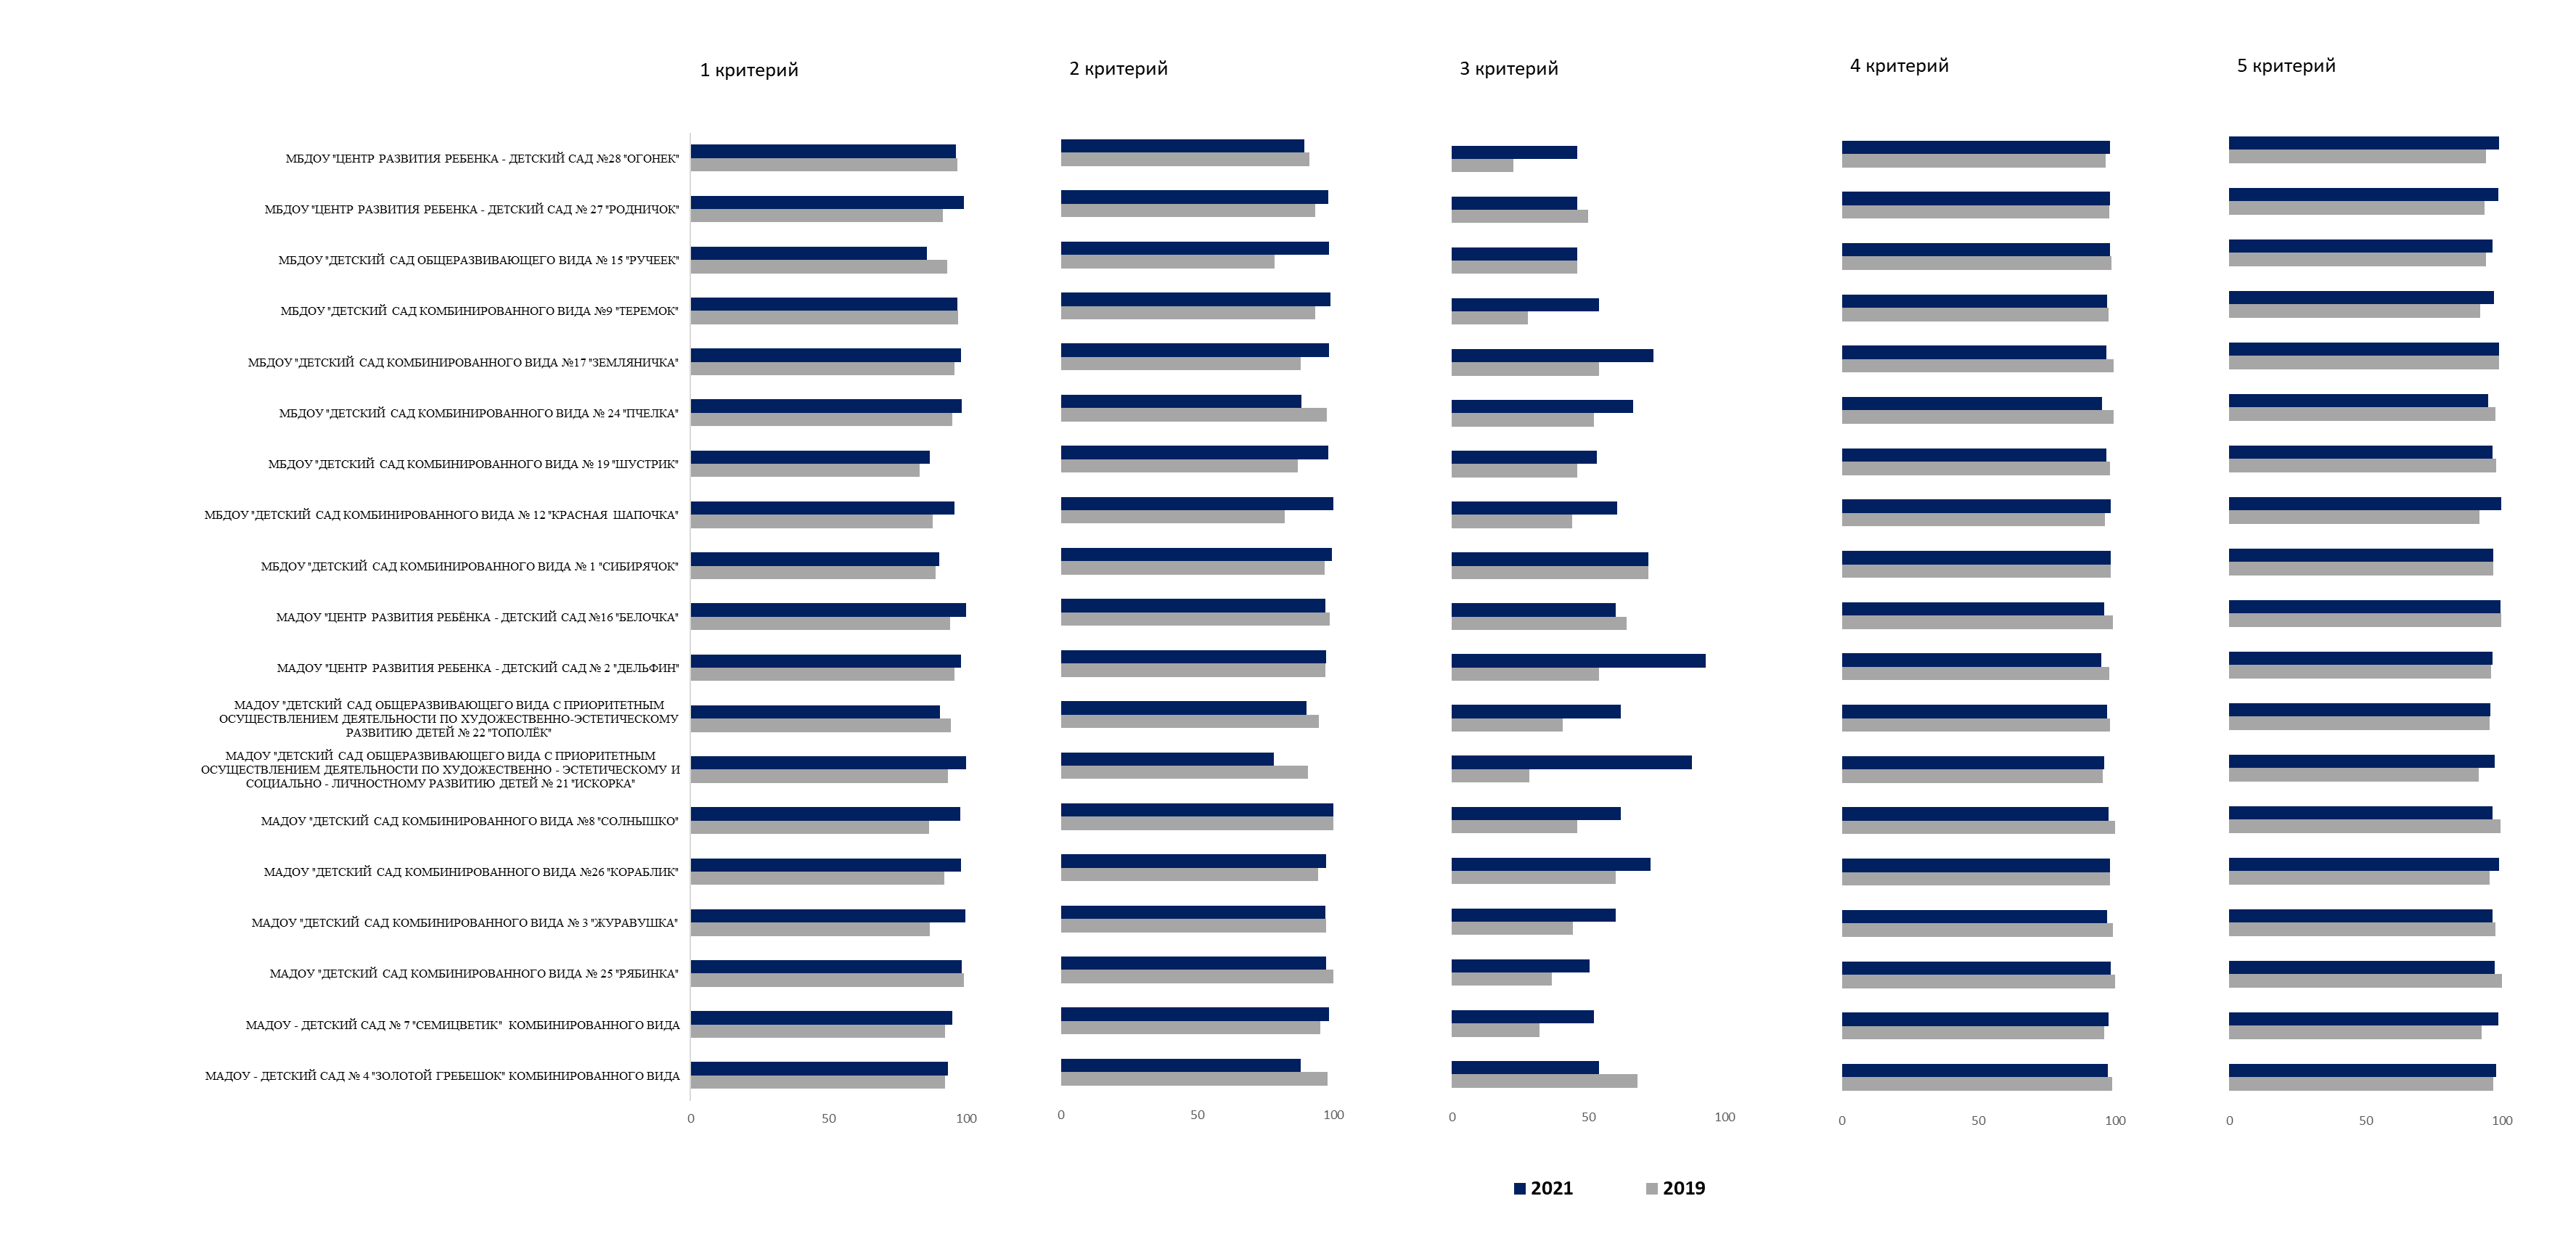 1 критерий
2 критерий
3 критерий
4 критерий
5 критерий
МБДОУ "ЦЕНТР РАЗВИТИЯ РЕБЕНКА - ДЕТСКИЙ САД №28 "ОГОНЕК"
МБДОУ "ЦЕНТР РАЗВИТИЯ РЕБЕНКА - ДЕТСКИЙ САД № 27 "РОДНИЧОК"
МБДОУ "ДЕТСКИЙ САД ОБЩЕРАЗВИВАЮЩЕГО ВИДА № 15 "РУЧЕЕК"
МБДОУ "ДЕТСКИЙ САД КОМБИНИРОВАННОГО ВИДА №9 "ТЕРЕМОК"
МБДОУ "ДЕТСКИЙ САД КОМБИНИРОВАННОГО ВИДА №17 "ЗЕМЛЯНИЧКА"
МБДОУ "ДЕТСКИЙ САД КОМБИНИРОВАННОГО ВИДА № 24 "ПЧЕЛКА"
МБДОУ "ДЕТСКИЙ САД КОМБИНИРОВАННОГО ВИДА № 19 "ШУСТРИК"
МБДОУ "ДЕТСКИЙ САД КОМБИНИРОВАННОГО ВИДА № 12 "КРАСНАЯ ШАПОЧКА"
МБДОУ "ДЕТСКИЙ САД КОМБИНИРОВАННОГО ВИДА № 1 "СИБИРЯЧОК"
МАДОУ "ЦЕНТР РАЗВИТИЯ РЕБЁНКА - ДЕТСКИЙ САД №16 "БЕЛОЧКА"
МАДОУ "ЦЕНТР РАЗВИТИЯ РЕБЕНКА - ДЕТСКИЙ САД № 2 "ДЕЛЬФИН"
МАДОУ "ДЕТСКИЙ САД ОБЩЕРАЗВИВАЮЩЕГО ВИДА С ПРИОРИТЕТНЫМ
ОСУЩЕСТВЛЕНИЕМ ДЕЯТЕЛЬНОСТИ ПО ХУДОЖЕСТВЕННО-ЭСТЕТИЧЕСКОМУ
РАЗВИТИЮ ДЕТЕЙ № 22 "ТОПОЛЁК"
МАДОУ "ДЕТСКИЙ САД ОБЩЕРАЗВИВАЮЩЕГО ВИДА С ПРИОРИТЕТНЫМ
ОСУЩЕСТВЛЕНИЕМ ДЕЯТЕЛЬНОСТИ ПО ХУДОЖЕСТВЕННО - ЭСТЕТИЧЕСКОМУ И
СОЦИАЛЬНО - ЛИЧНОСТНОМУ РАЗВИТИЮ ДЕТЕЙ № 21 "ИСКОРКА"
МАДОУ "ДЕТСКИЙ САД КОМБИНИРОВАННОГО ВИДА №8 "СОЛНЫШКО"
МАДОУ "ДЕТСКИЙ САД КОМБИНИРОВАННОГО ВИДА №26 "КОРАБЛИК"
МАДОУ "ДЕТСКИЙ САД КОМБИНИРОВАННОГО ВИДА № 3 "ЖУРАВУШКА"
МАДОУ "ДЕТСКИЙ САД КОМБИНИРОВАННОГО ВИДА № 25 "РЯБИНКА"
МАДОУ - ДЕТСКИЙ САД № 7 "СЕМИЦВЕТИК" КОМБИНИРОВАННОГО ВИДА
МАДОУ - ДЕТСКИЙ САД № 4 "ЗОЛОТОЙ ГРЕБЕШОК" КОМБИНИРОВАННОГО ВИДА
0 50 100
0 50 100
0 50 100
0 50 100
0 50 100
2021 2019